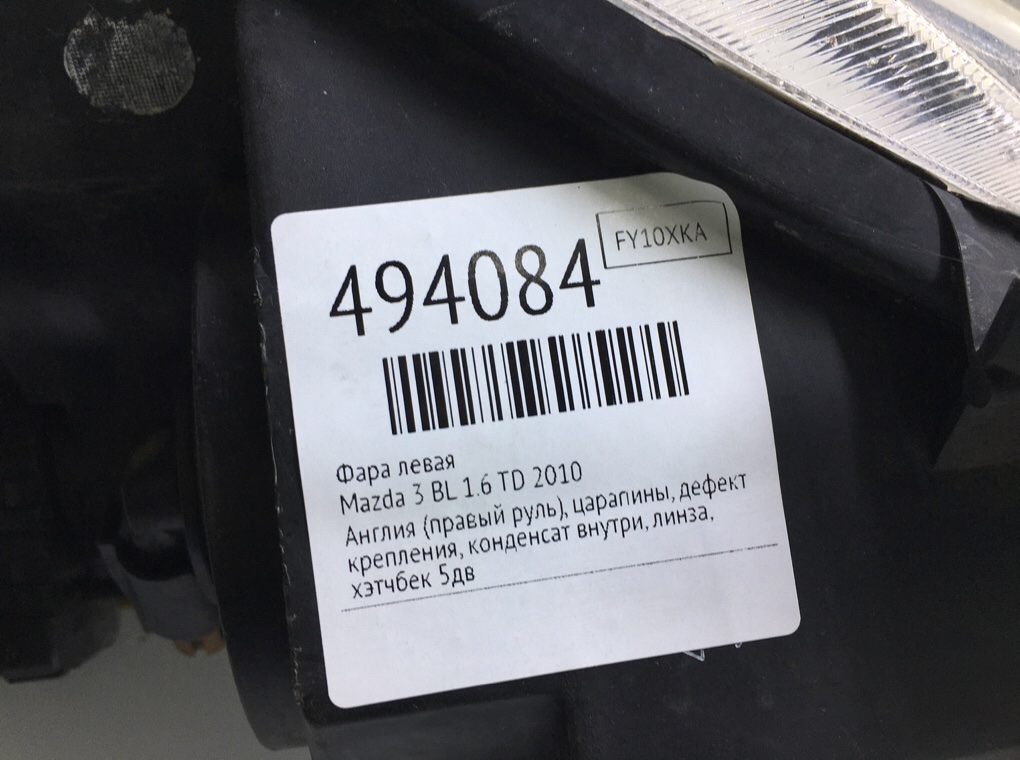 FY10XKA
494084
Фара левая
Mazda 3 BL 1.6 TD 2010
Англия (правый руль), царапины, дефект
крепления, конденсат внутри, линза,
хэтчбек 5дв